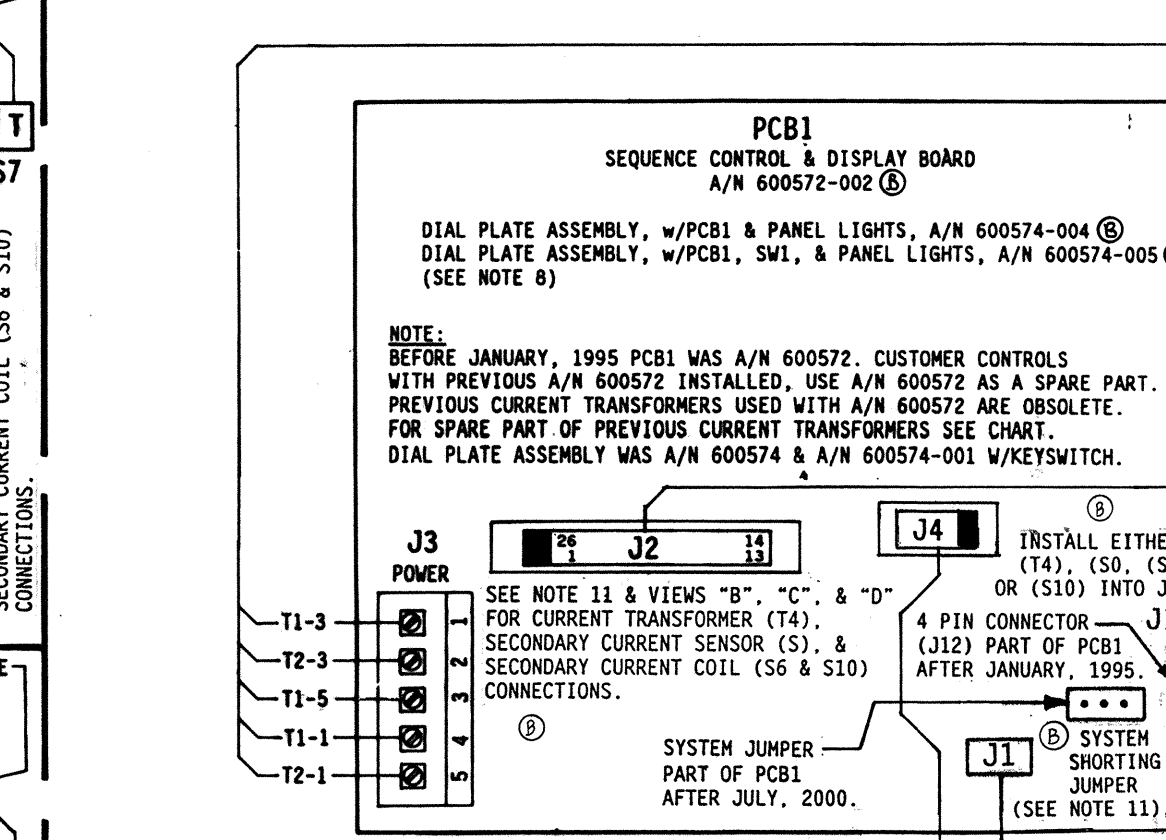 T
S7
SECONDARY CURRENT COIL (S6 & S10)
CONNECTIONS.
PCB1
SEQUENCE CONTROL & DISPLAY BOARD
A/N 600572-002 Ⓑ
DIAL PLATE ASSEMBLY, w/PCB1 & PANEL LIGHTS, A/N 600574-004 Ⓑ
DIAL PLATE ASSEMBLY, w/PCB1, SW1, & PANEL LIGHTS, A/N 600574-005
(SEE NOTE 8)
NOTE:
BEFORE JANUARY, 1995 PCB1 WAS A/N 600572. CUSTOMER CONTROLS
WITH PREVIOUS A/N 600572 INSTALLED, USE A/N 600572 AS A SPARE PART.
PREVIOUS CURRENT TRANSFORMERS USED WITH A/N 600572 ARE OBSOLETE.
FOR SPARE PART OF PREVIOUS CURRENT TRANSFORMERS SEE CHART.
DIAL PLATE ASSEMBLY WAS A/N 600574 & A/N 600574-001 W/KEYSWITCH.
J3
POWER
26 J2 14
1 13
J4
Ⓑ
INSTALL EITHE
(T4), (S0, (S
OR (S10) INTO J
SEE NOTE 11 & VIEWS "B", "C", & "D"
FOR CURRENT TRANSFORMER (T4),
SECONDARY CURRENT SENSOR (S), &
SECONDARY CURRENT COIL (S6 & S10)
CONNECTIONS.
Ⓑ
4 PIN CONNECTOR
(J12) PART OF PCB1
AFTER JANUARY, 1995.
T1-3 1
T2-3 2
T1-5 3
T1-1 4
T2-1 5
SYSTEM JUMPER
PART OF PCB1
AFTER JULY, 2000.
J1
Ⓑ SYSTEM
SHORTING
JUMPER
(SEE NOTE 11)